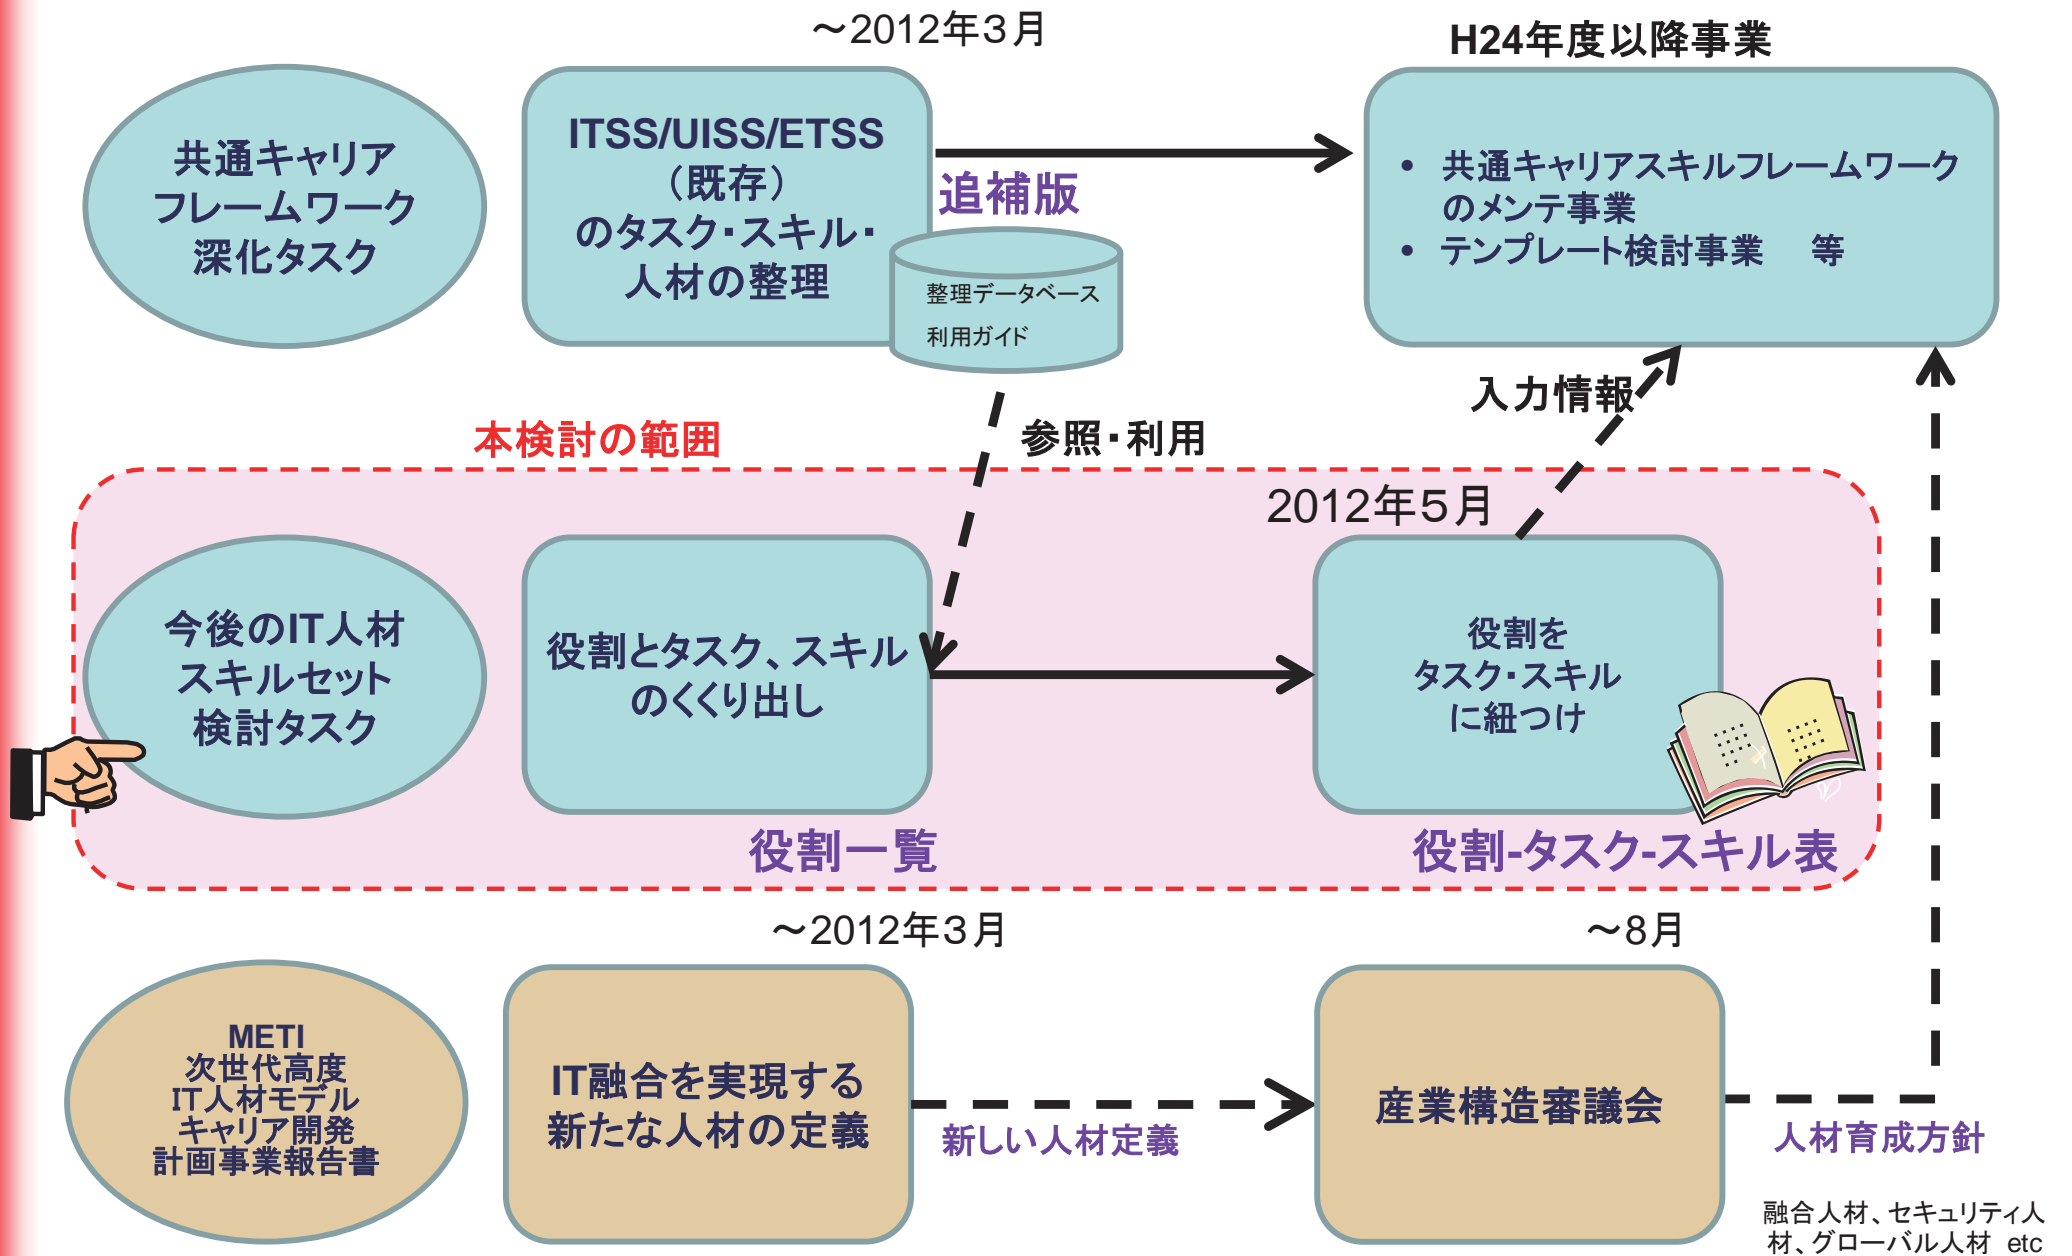 ～2012年３月
H24年度以降事業
共通キャリア
フレームワーク
深化タスク
ITSS/UISS/ETSS
（既存）
のタスク・スキル・
人材の整理
追補版
整理データベース
利用ガイド
• 共通キャリアスキルフレームワーク
のメンテ事業
• テンプレート検討事業　等
入力情報
本検討の範囲
参照・利用
2012年５月
今後のIT人材
スキルセット
検討タスク
役割とタスク、スキル
のくくり出し
役割を
タスク・スキル
に紐つけ
役割一覧
役割-タスク-スキル表
～2012年３月
～8月
METI
次世代高度
IT人材モデル
キャリア開発
計画事業報告書
IT融合を実現する
新たな人材の定義
新しい人材定義
産業構造審議会
人材育成方針
融合人材、セキュリティ人
材、グローバル人材 etc